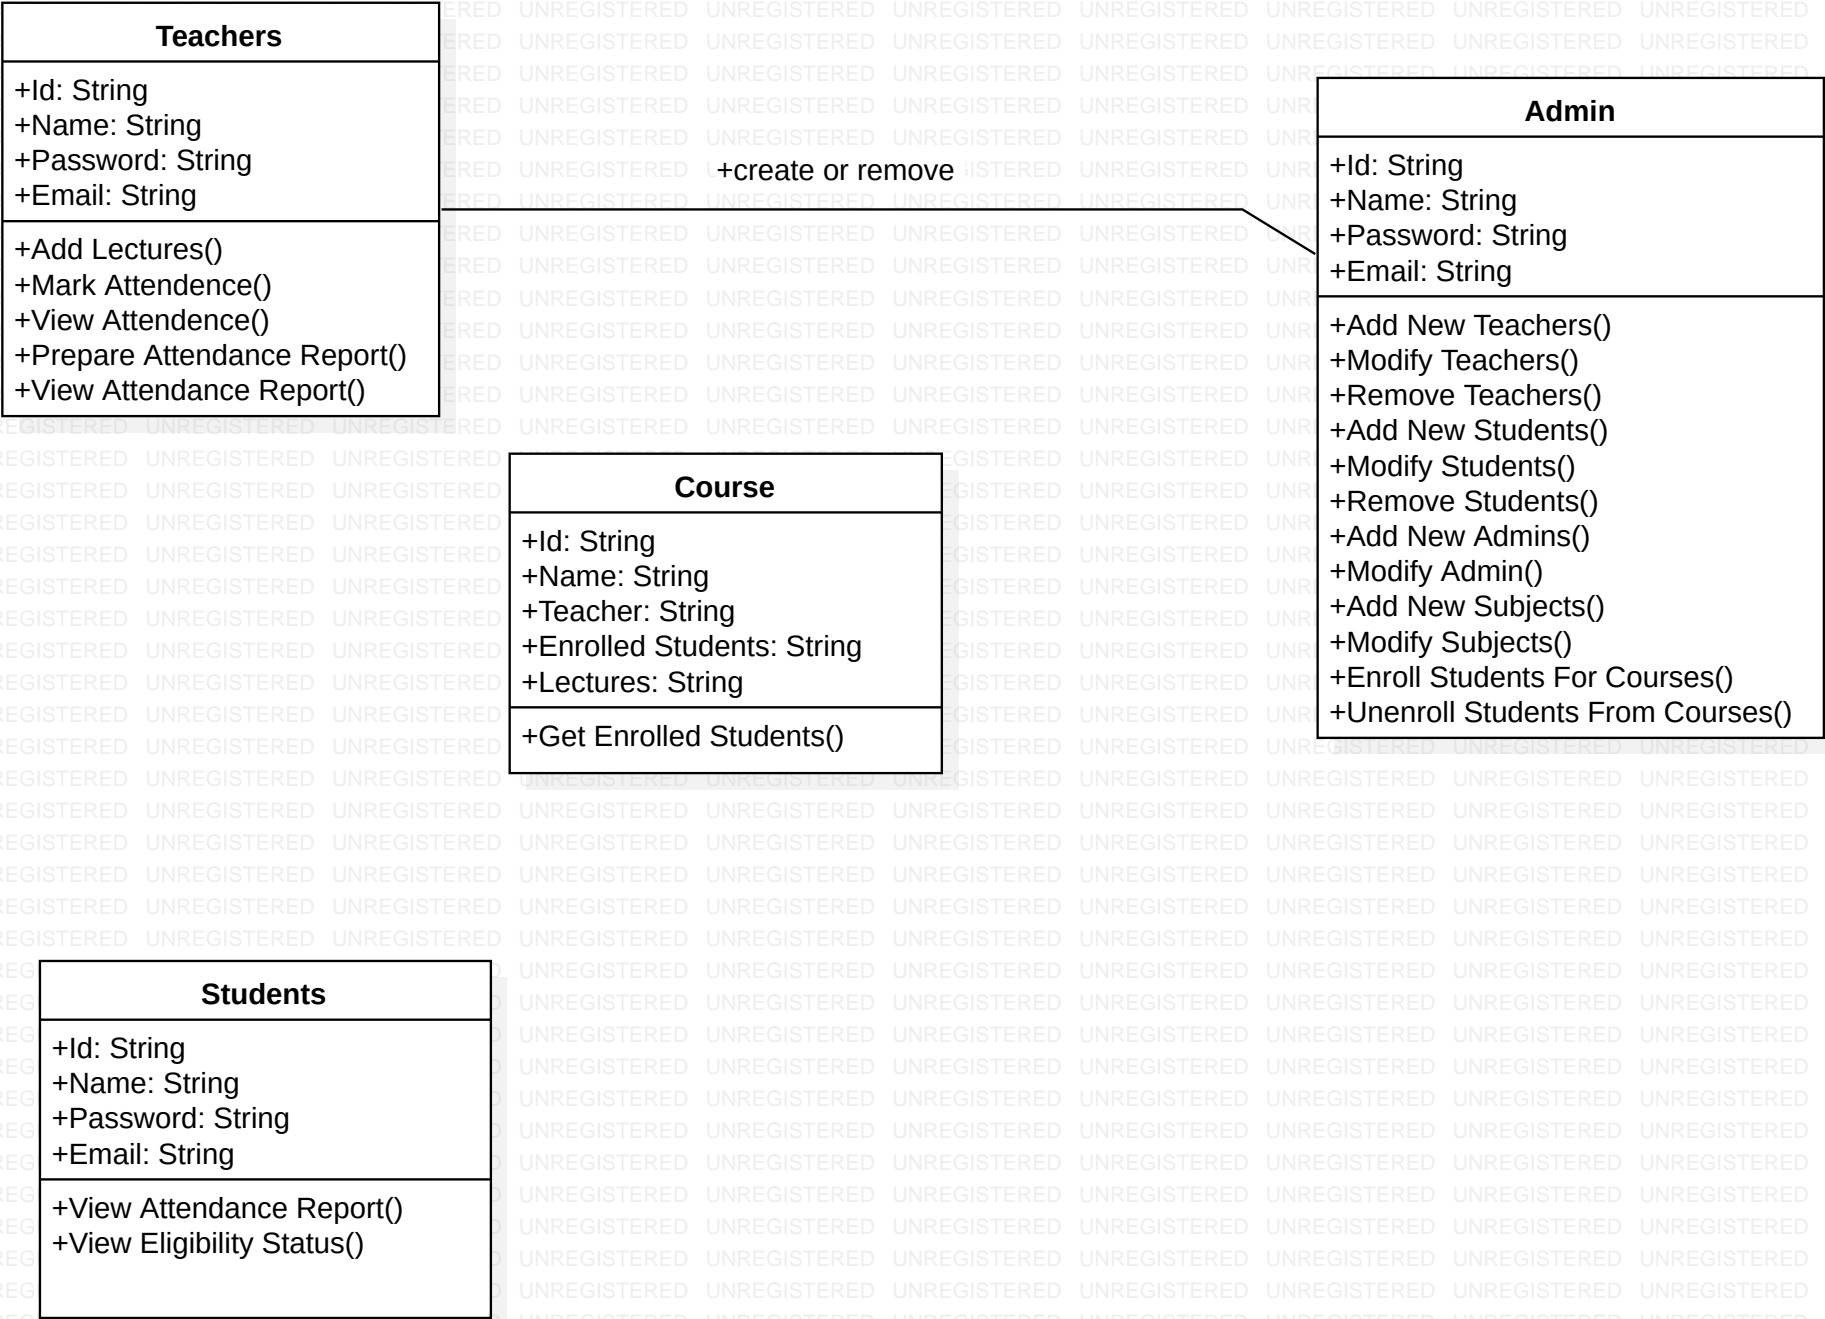 Teachers
+Id: String
+Name: String
+Password: String
+Email: String
+Add Lectures()
+Mark Attendence()
+View Attendence()
+Prepare Attendance Report()
+View Attendance Report()
+create or remove
Admin
+Id: String
+Name: String
+Password: String
+Email: String
+Add New Teachers()
+Modify Teachers()
+Remove Teachers()
+Add New Students()
+Modify Students()
+Remove Students()
+Add New Admins()
+Modify Admin()
+Add New Subjects()
+Modify Subjects()
+Enroll Students For Courses()
+Unenroll Students From Courses()
Course
+Id: String
+Name: String
+Teacher: String
+Enrolled Students: String
+Lectures: String
+Get Enrolled Students()
Students
+Id: String
+Name: String
+Password: String
+Email: String
+View Attendance Report()
+View Eligibility Status()
UNREGISTERED